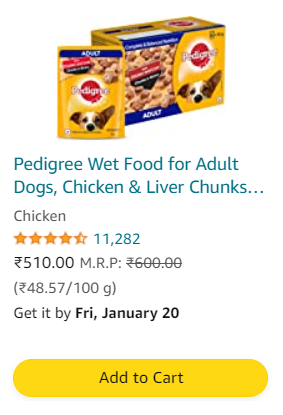 ADULT
Pedigree
Complete & Balanced Nutrition
Pedigree
ADULT
Pedigree Wet Food for Adult
Dogs, Chicken & Liver Chunks…
Chicken
11,282
₹510.00 M.R.P: ₹600.00
(₹48.57/100 g)
Get it by Fri, January 20
Add to Cart